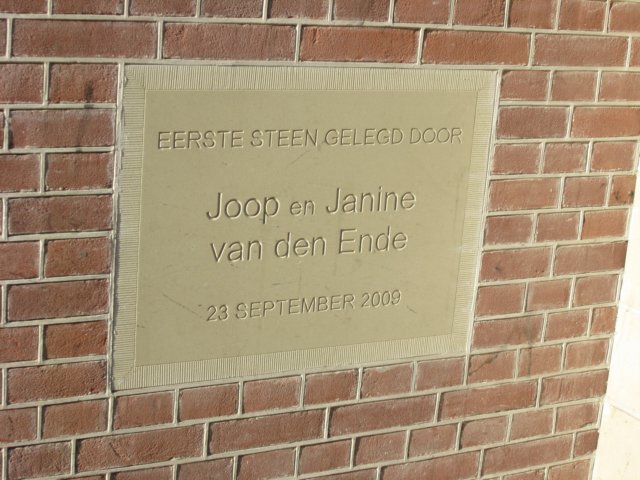 EERSTE STEEN GELEGD DOOR
Joop en Janine
van den Ende
23 SEPTEMBER 2009